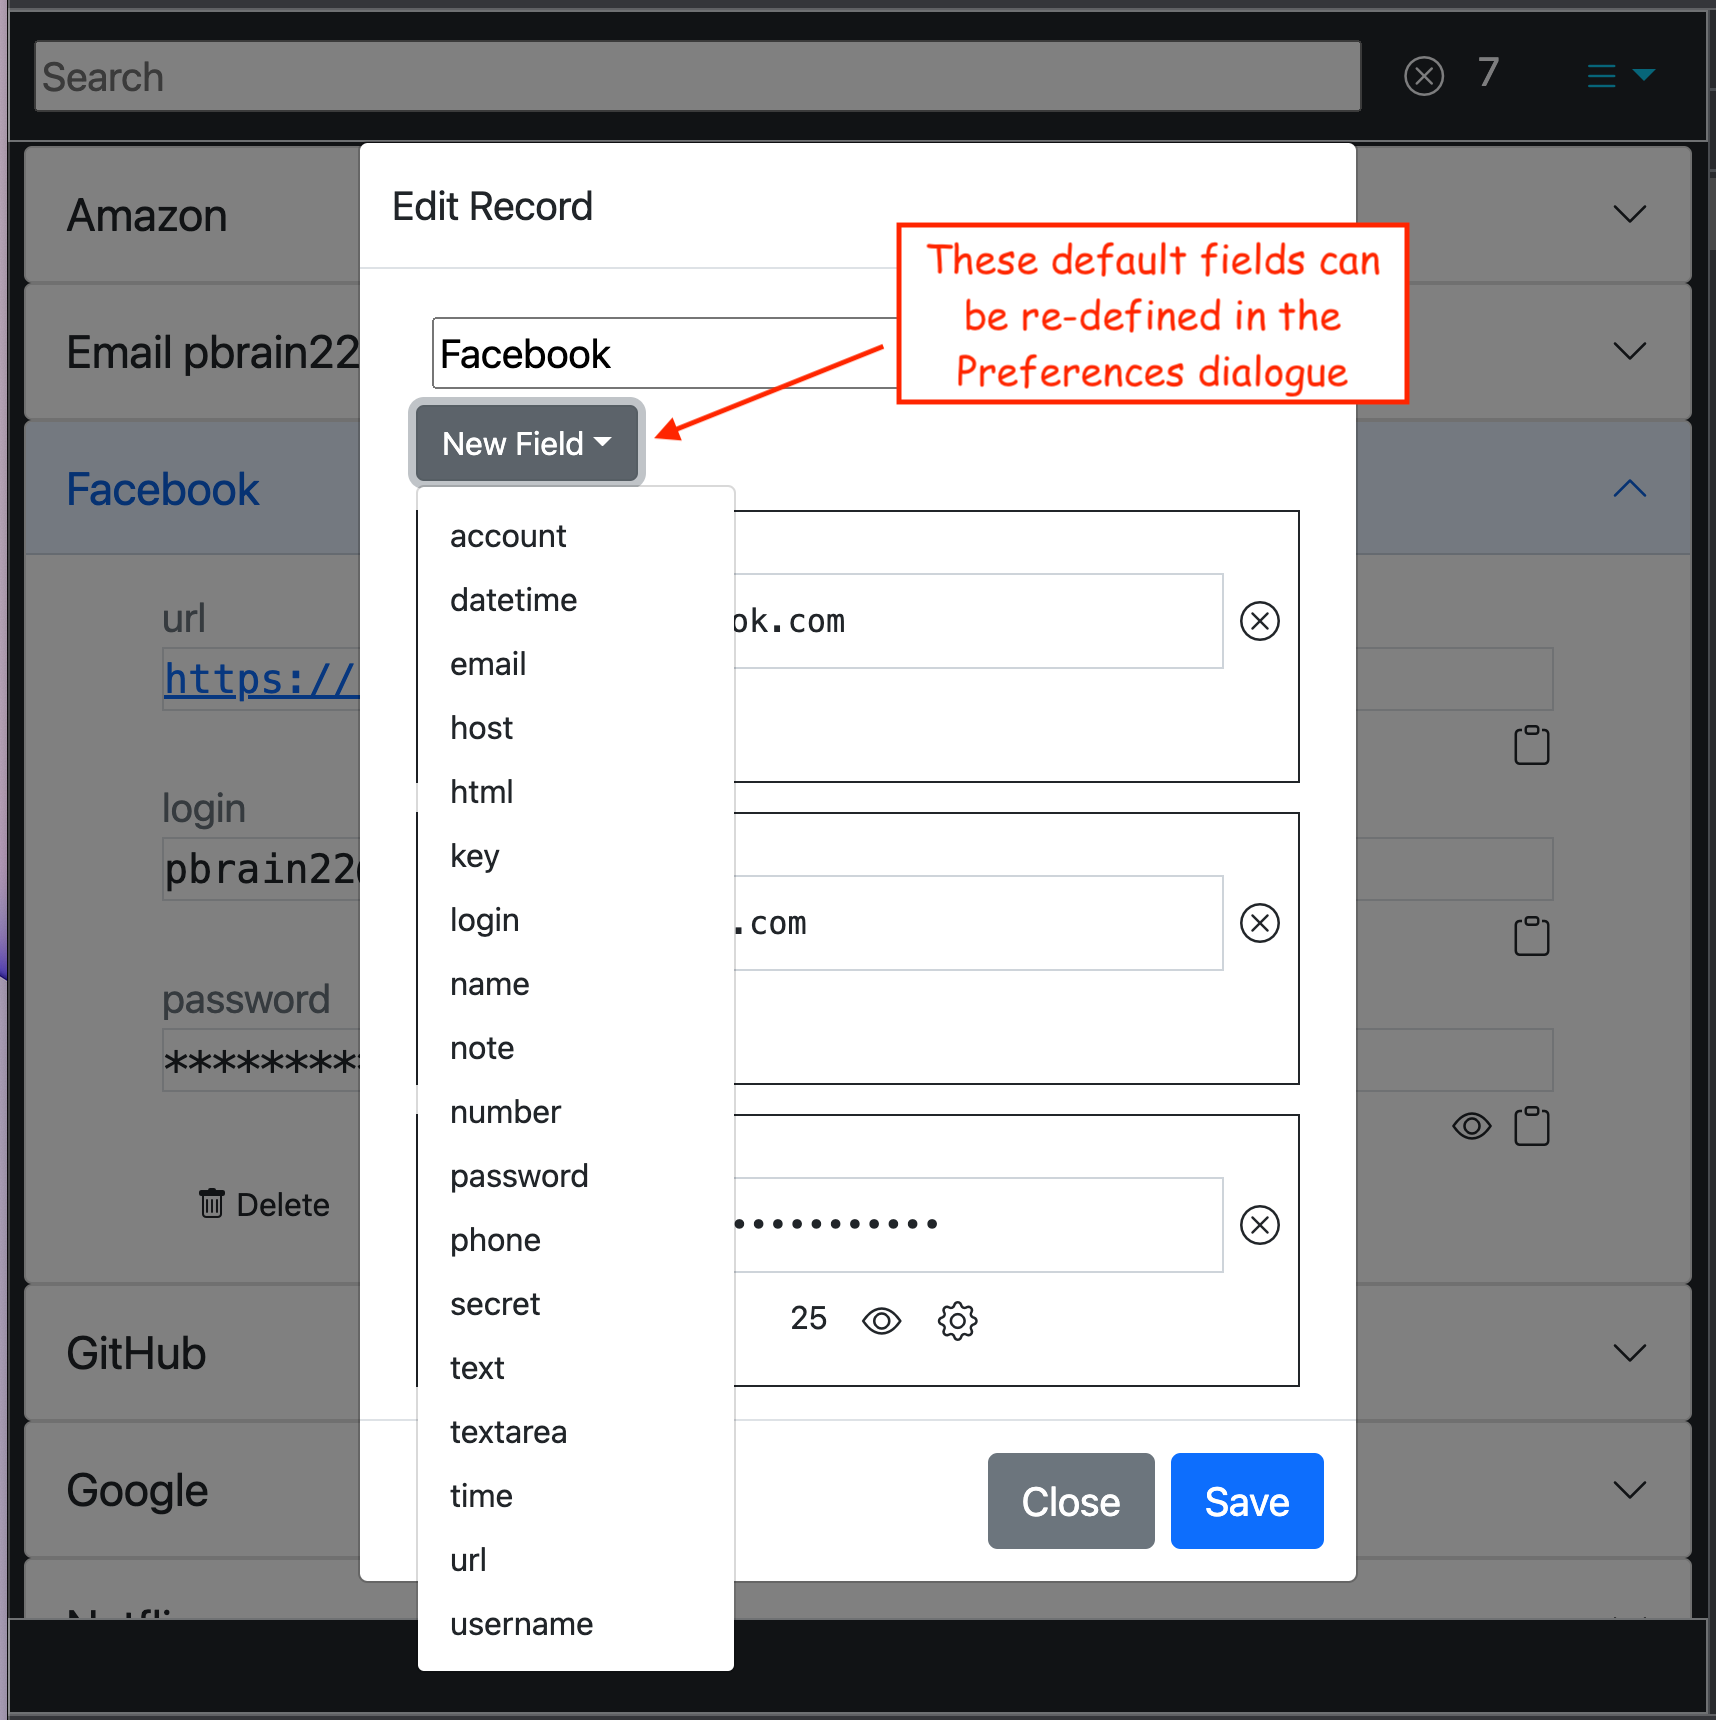 Search
7
Amazon
Email pbrain22
Facebook
url
https://
login
pbrain22
password
*********
Delete
GitHub
Google
Edit Record
These default fields can
be re-defined in the
Preferences dialogue
Facebook
New Field
account
datetime
email
host
html
key
login
name
note
number
password
phone
secret
text
textarea
time
url
username
ok.com
.com
•••••••••••
25
Close
Save